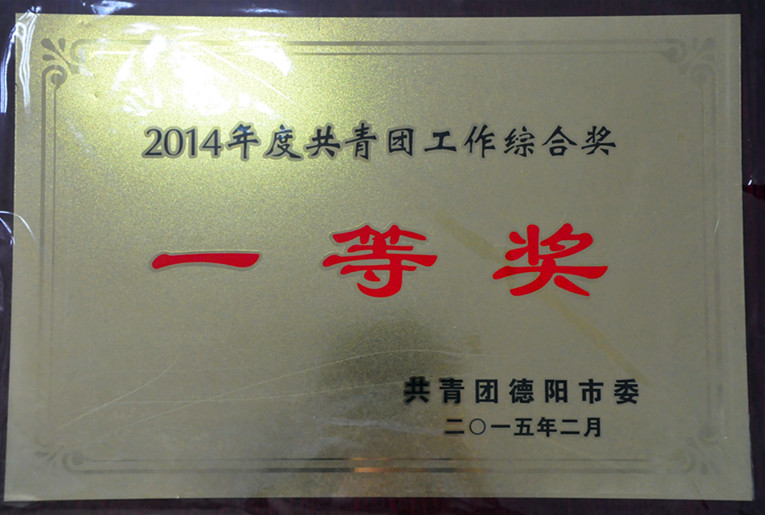 2014年度共青团工作综合奖
一等奖
共青团德阳市委
二〇一五年二月